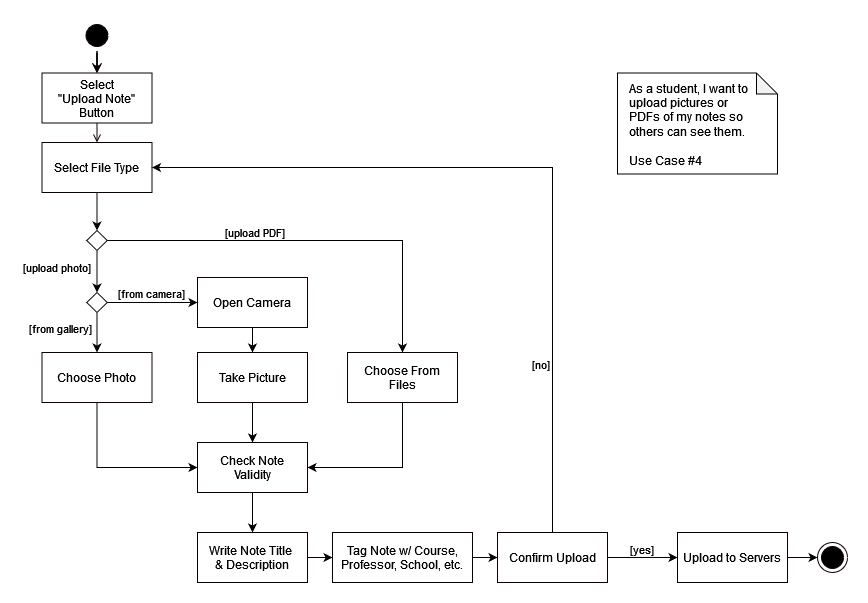 Select
"Upload Note"
Button
As a student, I want to
upload pictures or
PDFs of my notes so
others can see them.
Use Case #4
Select File Type
[upload PDF]
[upload photo]
[from camera]
Open Camera
[from gallery]
Choose Photo
Take Picture
Choose From
Files
[no]
Check Note
Validity
Write Note Title
& Description
Tag Note w/ Course,
Professor, School, etc.
Confirm Upload
[yes]
Upload to Servers